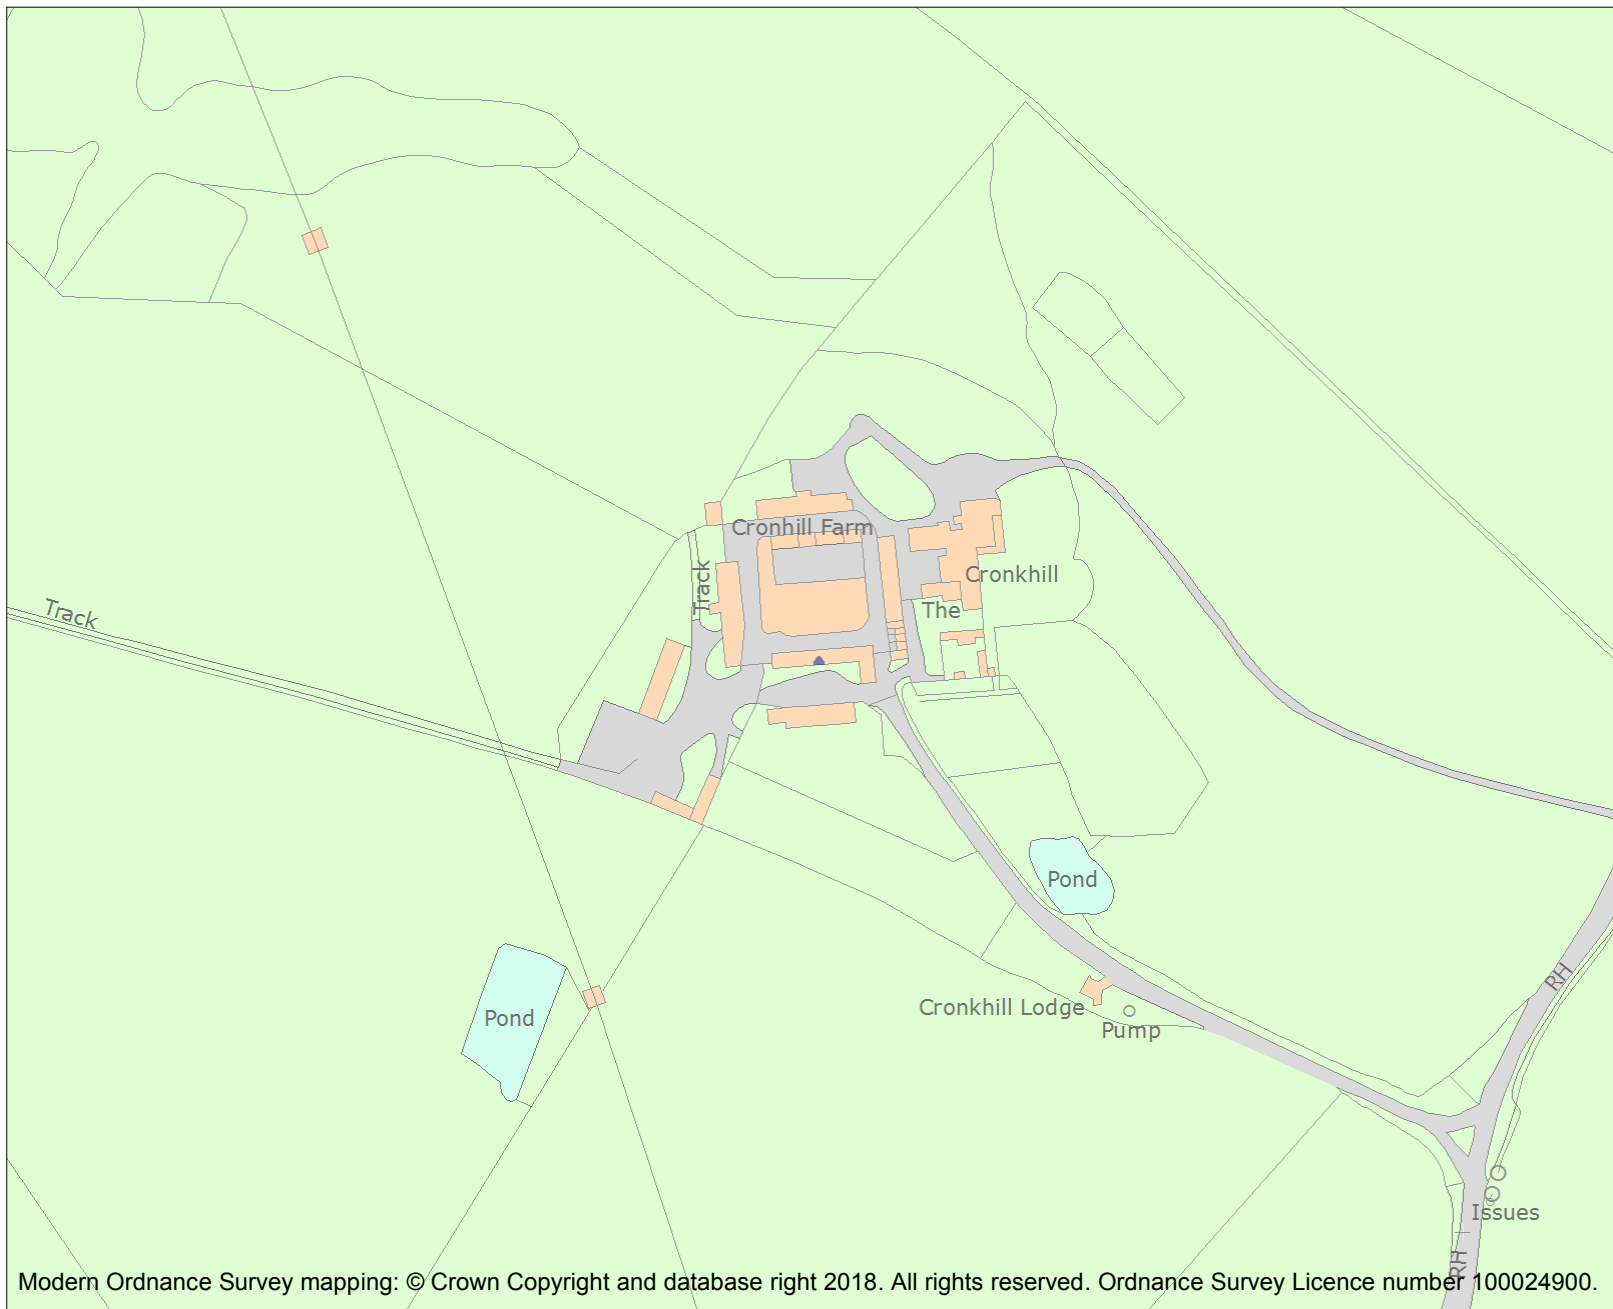 Cronhill Farm
Track
Cronkhill
The
Track
Pond
RH
Cronkhill Lodge
Pond
Pump
Issues
RH
Modern Ordnance Survey mapping: © Crown Copyright and database right 2018. All rights reserved. Ordnance Survey Licence number 100024900.